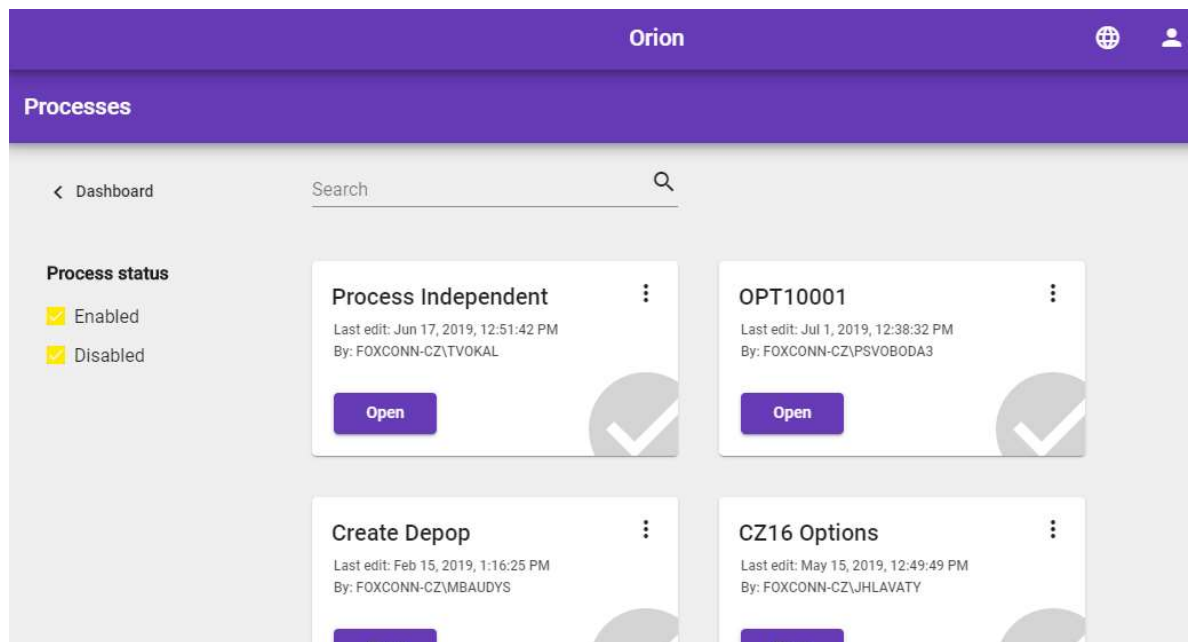 Orion
Processes
Dashboard
Search
Process status
Enabled
Disabled
Process Independent
Last edit: Jun 17, 2019, 12:51:42 PM
By: FOXCONN-CZ\TVOKAL
Open
OPT10001
Last edit: Jul 1, 2019, 12:38:32 PM
By: FOXCONN-CZ\PSVOBODA3
Open
Create Depop
Last edit: Feb 15, 2019, 1:16:25 PM
By: FOXCONN-CZ\MBAUDYS
CZ16 Options
Last edit: May 15, 2019, 12:49:49 PM
By: FOXCONN-CZ\JHLAVATY